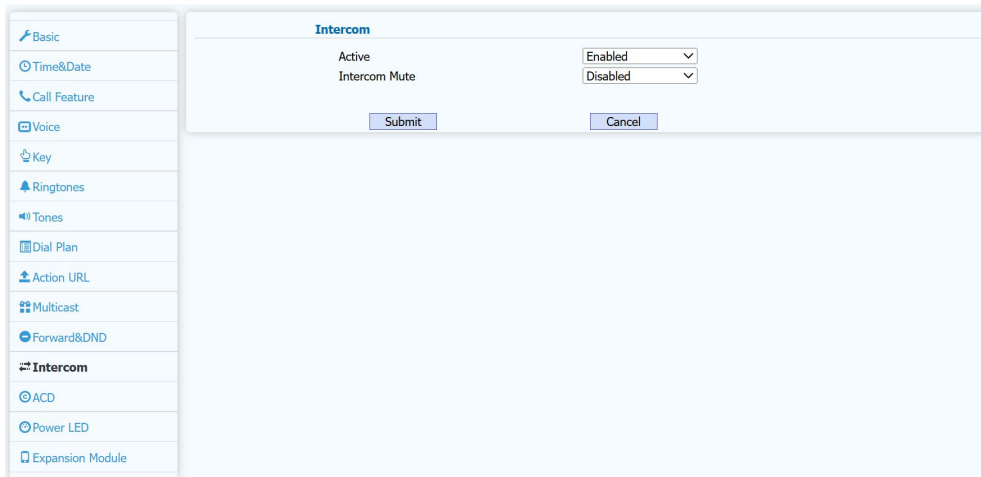 Basic
Time&Date
Call Feature
Voice
Key
Ringtones
Tones
Dial Plan
Action URL
Multicast
Forward&DND
Intercom
ACD
Power LED
Expansion Module
Intercom
Active Enabled
Intercom Mute Disabled
Submit Cancel